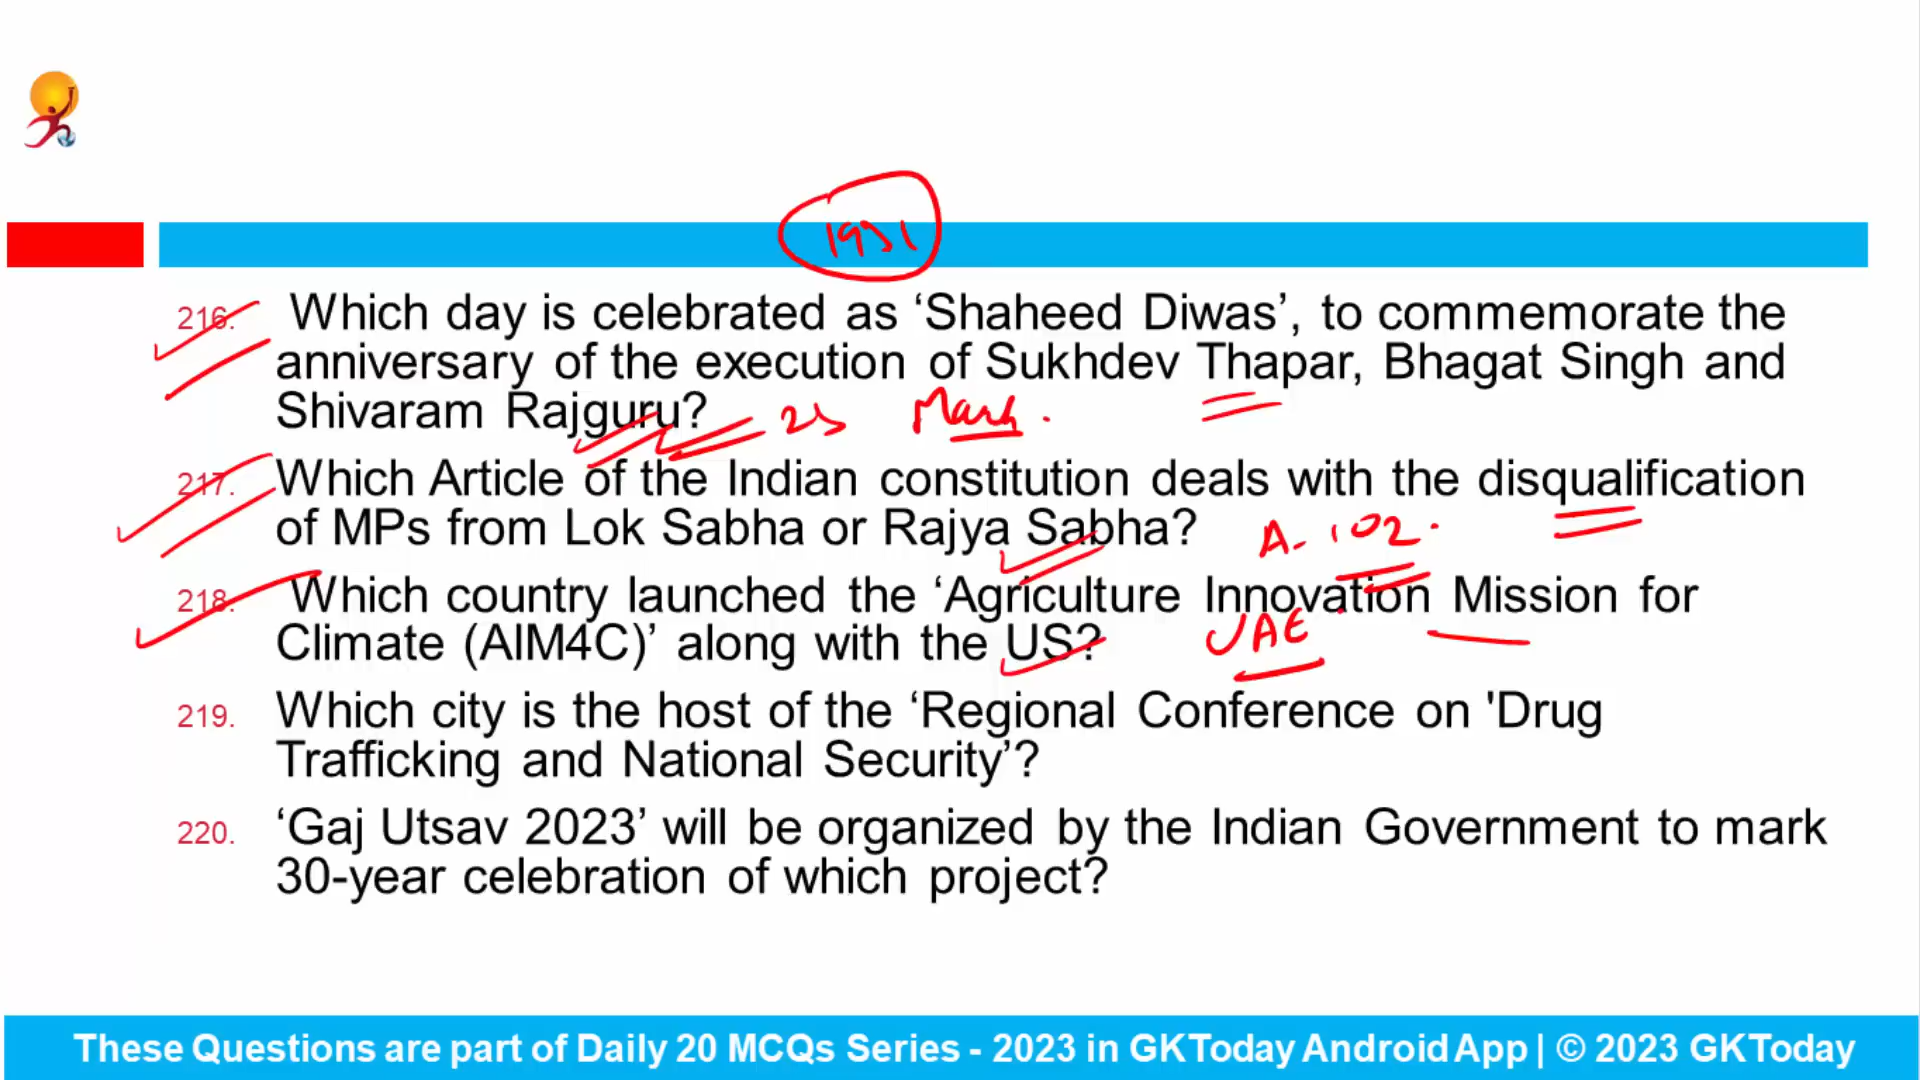 1931
216. Which day is celebrated as ‘Shaheed Diwas’, to commemorate the
anniversary of the execution of Sukhdev Thapar, Bhagat Singh and
Shivaram Rajguru? 23 March.
217. Which Article of the Indian constitution deals with the disqualification
of MPs from Lok Sabha or Rajya Sabha? A. 102.
218. Which country launched the ‘Agriculture Innovation Mission for
Climate (AIM4C)’ along with the US? UAE
219. Which city is the host of the ‘Regional Conference on 'Drug
Trafficking and National Security’?
220. ‘Gaj Utsav 2023’ will be organized by the Indian Government to mark
30-year celebration of which project?
These Questions are part of Daily 20 MCQs Series - 2023 in GKToday Android App | © 2023 GKToday